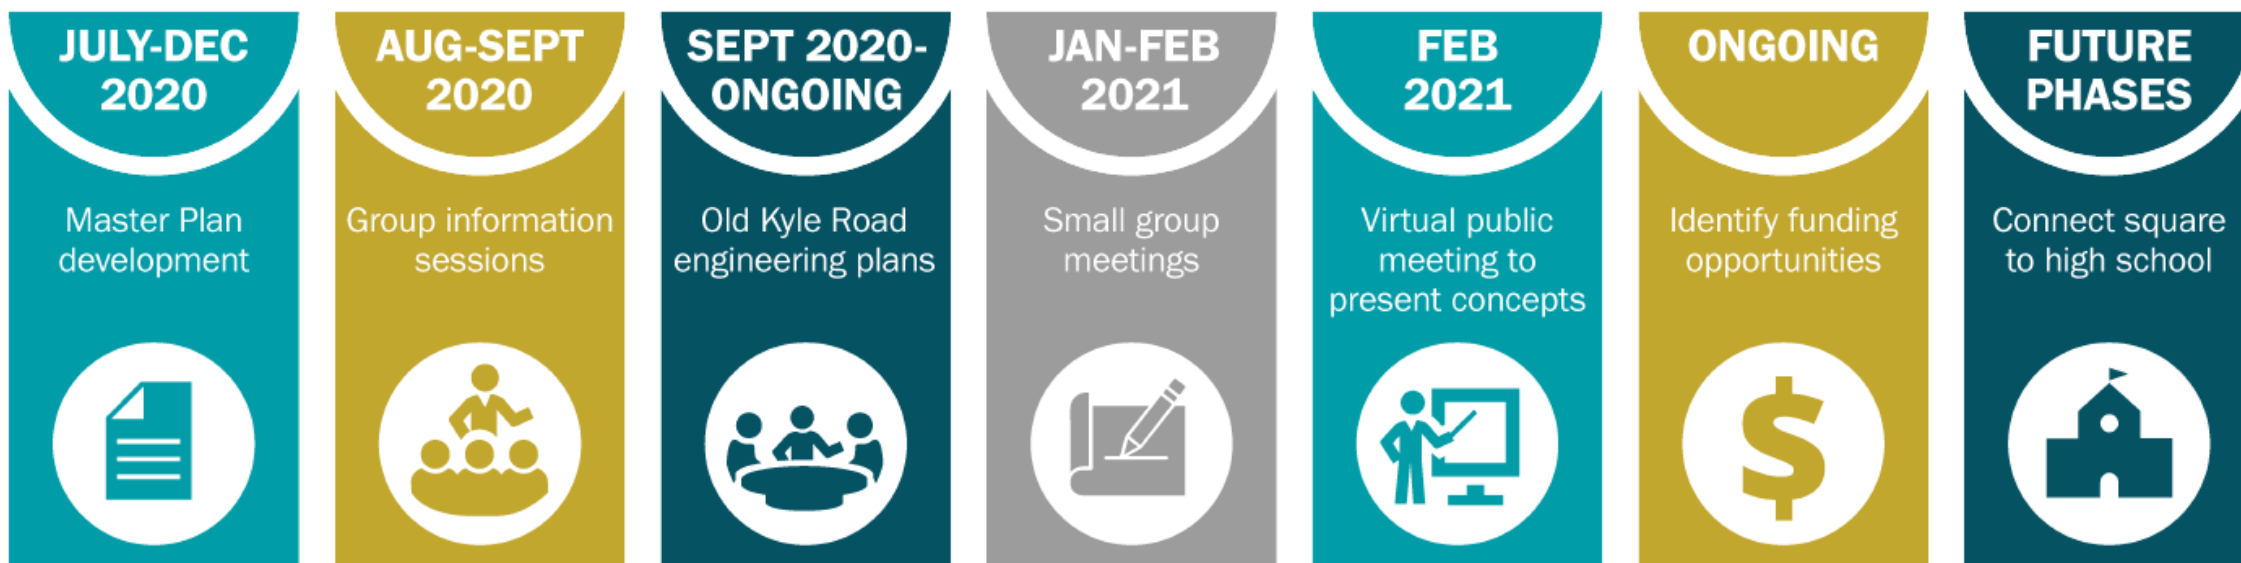 JULY-DEC
2020
Master Plan
development
AUG-SEPT
2020
Group information
sessions
SEPT 2020-
ONGOING
Old Kyle Road
engineering plans
JAN-FEB
2021
Small group
meetings
FEB
2021
Virtual public
meeting to
present concepts
ONGOING
Identify funding
opportunities
$
FUTURE
PHASES
Connect square
to high school